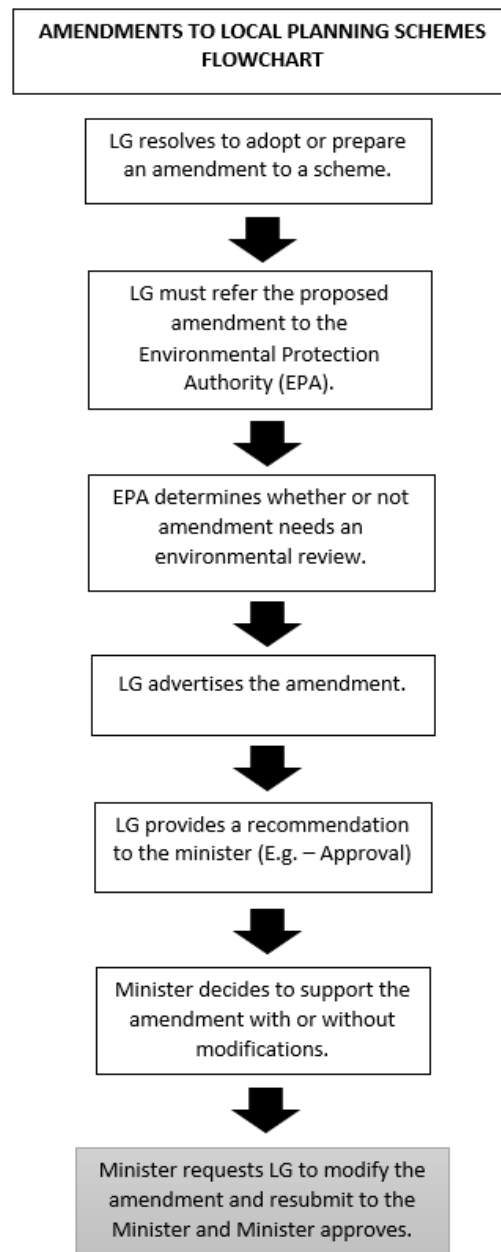 AMENDMENTS TO LOCAL PLANNING SCHEMES
FLOWCHART
LG resolves to adopt or prepare
an amendment to a scheme.
LG must refer the proposed
amendment to the
Environmental Protection
Authority (EPA).
EPA determines whether or not
amendment needs an
environmental review.
LG advertises the amendment.
LG provides a recommendation
to the minister (E.g. – Approval)
Minister decides to support the
amendment with or without
modifications.
Minister requests LG to modify the
amendment and resubmit to the
Minister and Minister approves.